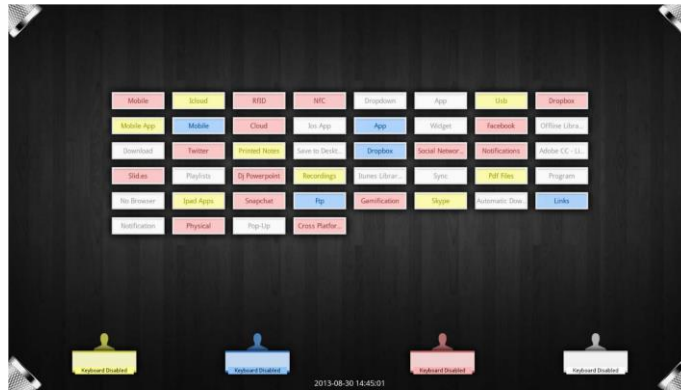 Mobile Icloud RFID NFC Dropdown App Usb Dropbox
Mobile App Mobile Cloud Ios App App Widget Facebook Offline Libra...
Download Twitter Printed Notes Save to Deskt... Dropbox Social Networ... Notifications Adobe CC - Li...
Slid.es Playlists Dj Powerpoint Recordings Itunes Librar... Sync Pdf Files Program
No Browser Ipad Apps Snapchat Ftp Gamification Skype Automatic Dow... Links
Notification Physical Pop-Up Cross Platfor...
Keyboard Disabled Keyboard Disabled Keyboard Disabled Keyboard Disabled
2013-08-30 14:45:01